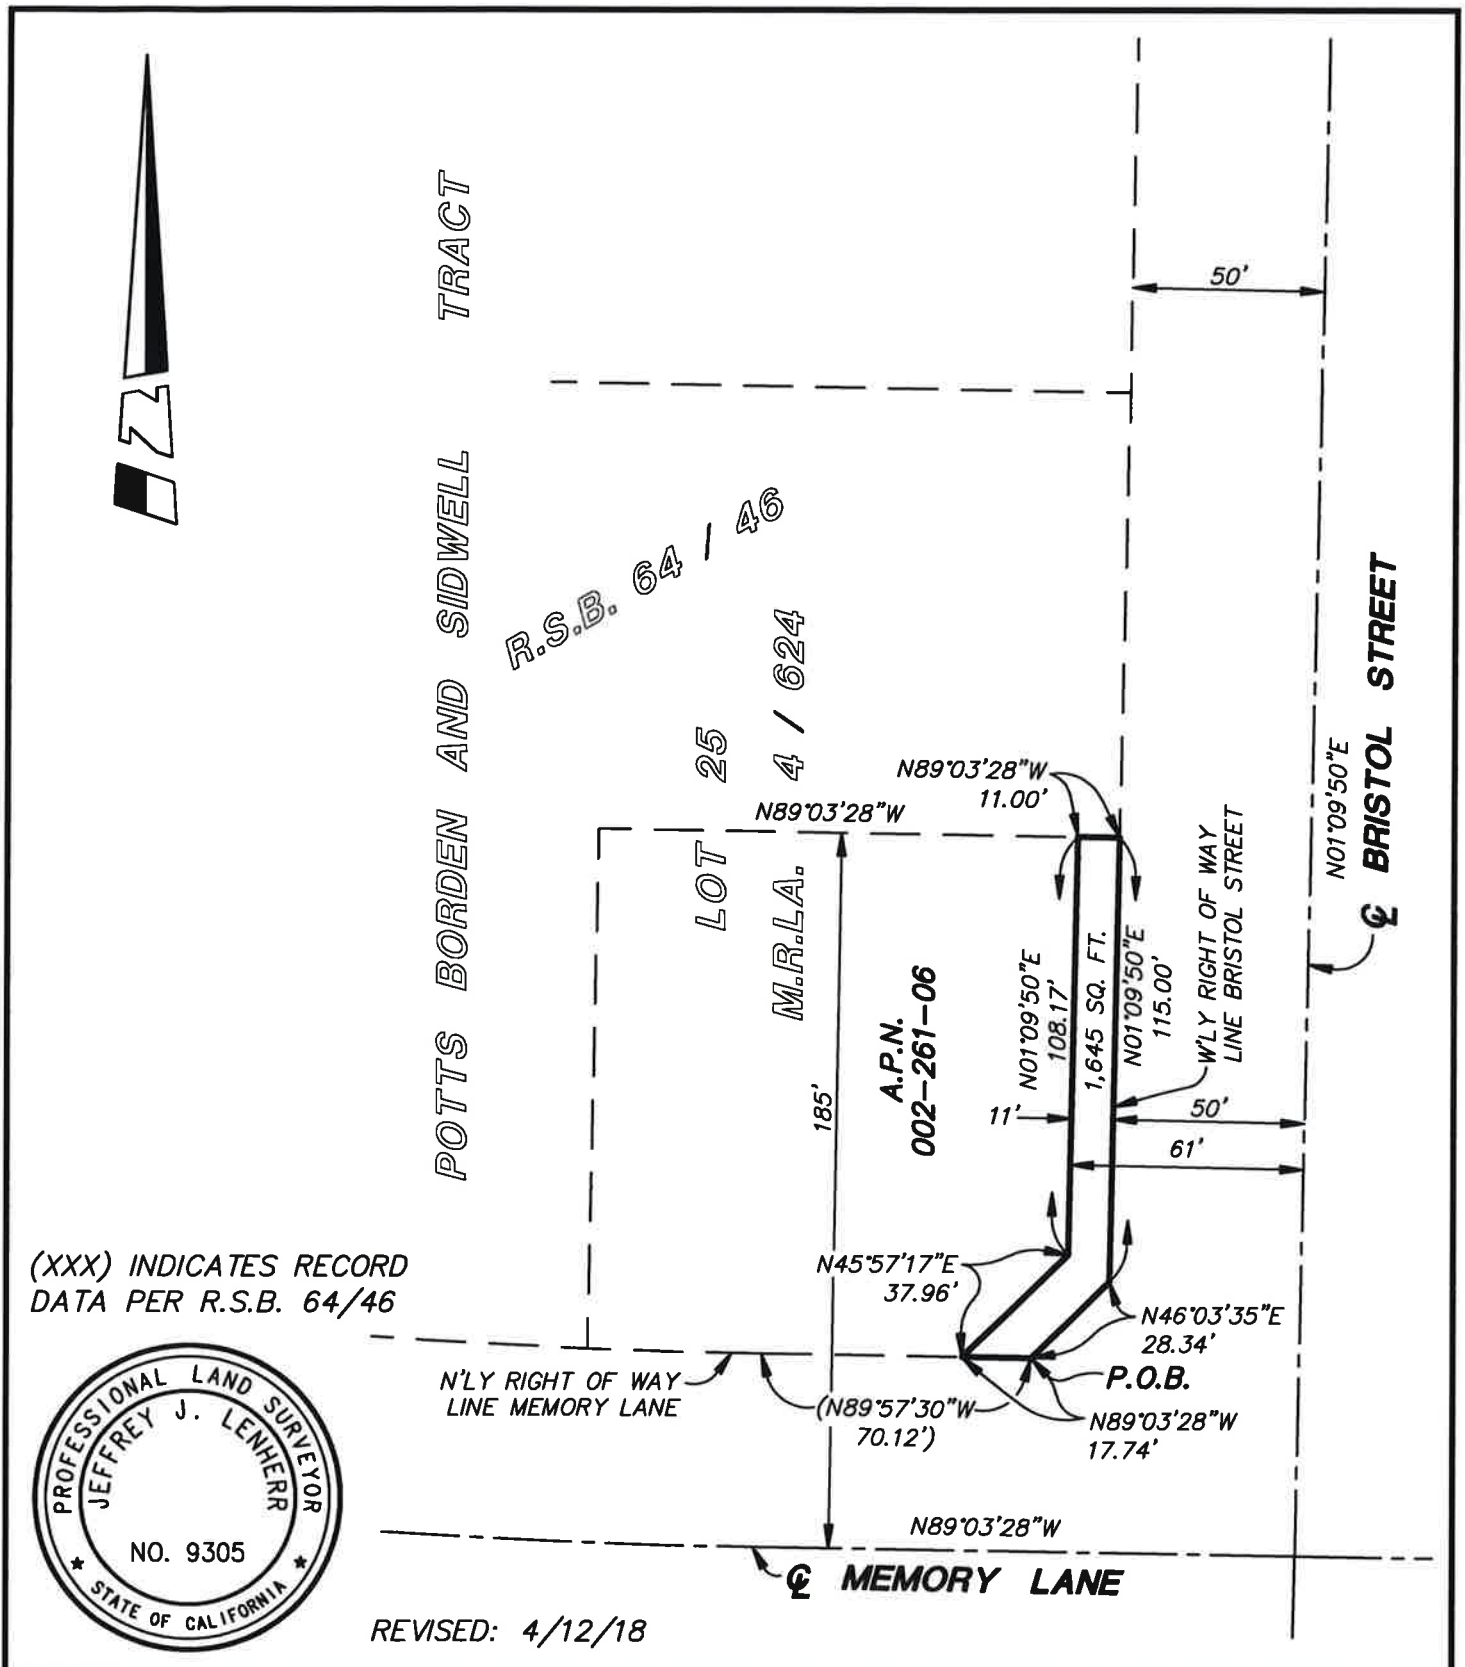 N
50'
POTTS BORDEN AND SIDWELL TRACT
R.S.B. 64 / 46
LOT 25
M.R.LA. 4 / 624
N89°03'28"W
11.00'
N89°03'28"W
N01°09'50"E
℄ BRISTOL STREET
W'LY RIGHT OF WAY
LINE BRISTOL STREET
N01°09'50"E
108.17'
1,645 SQ. FT.
N01°09'50"E
115.00'
A.P.N.
002-261-06
185'
11'
50'
61'
(XXX) INDICATES RECORD
DATA PER R.S.B. 64/46
N45°57'17"E
37.96'
N46°03'35"E
28.34'
P.O.B.
N'LY RIGHT OF WAY
LINE MEMORY LANE
(N89°57'30"W
70.12')
N89°03'28"W
17.74'
PROFESSIONAL LAND SURVEYOR
JEFFREY J. LENHERR
NO. 9305
★ STATE OF CALIFORNIA ★
N89°03'28"W
℄ MEMORY LANE
REVISED: 4/12/18